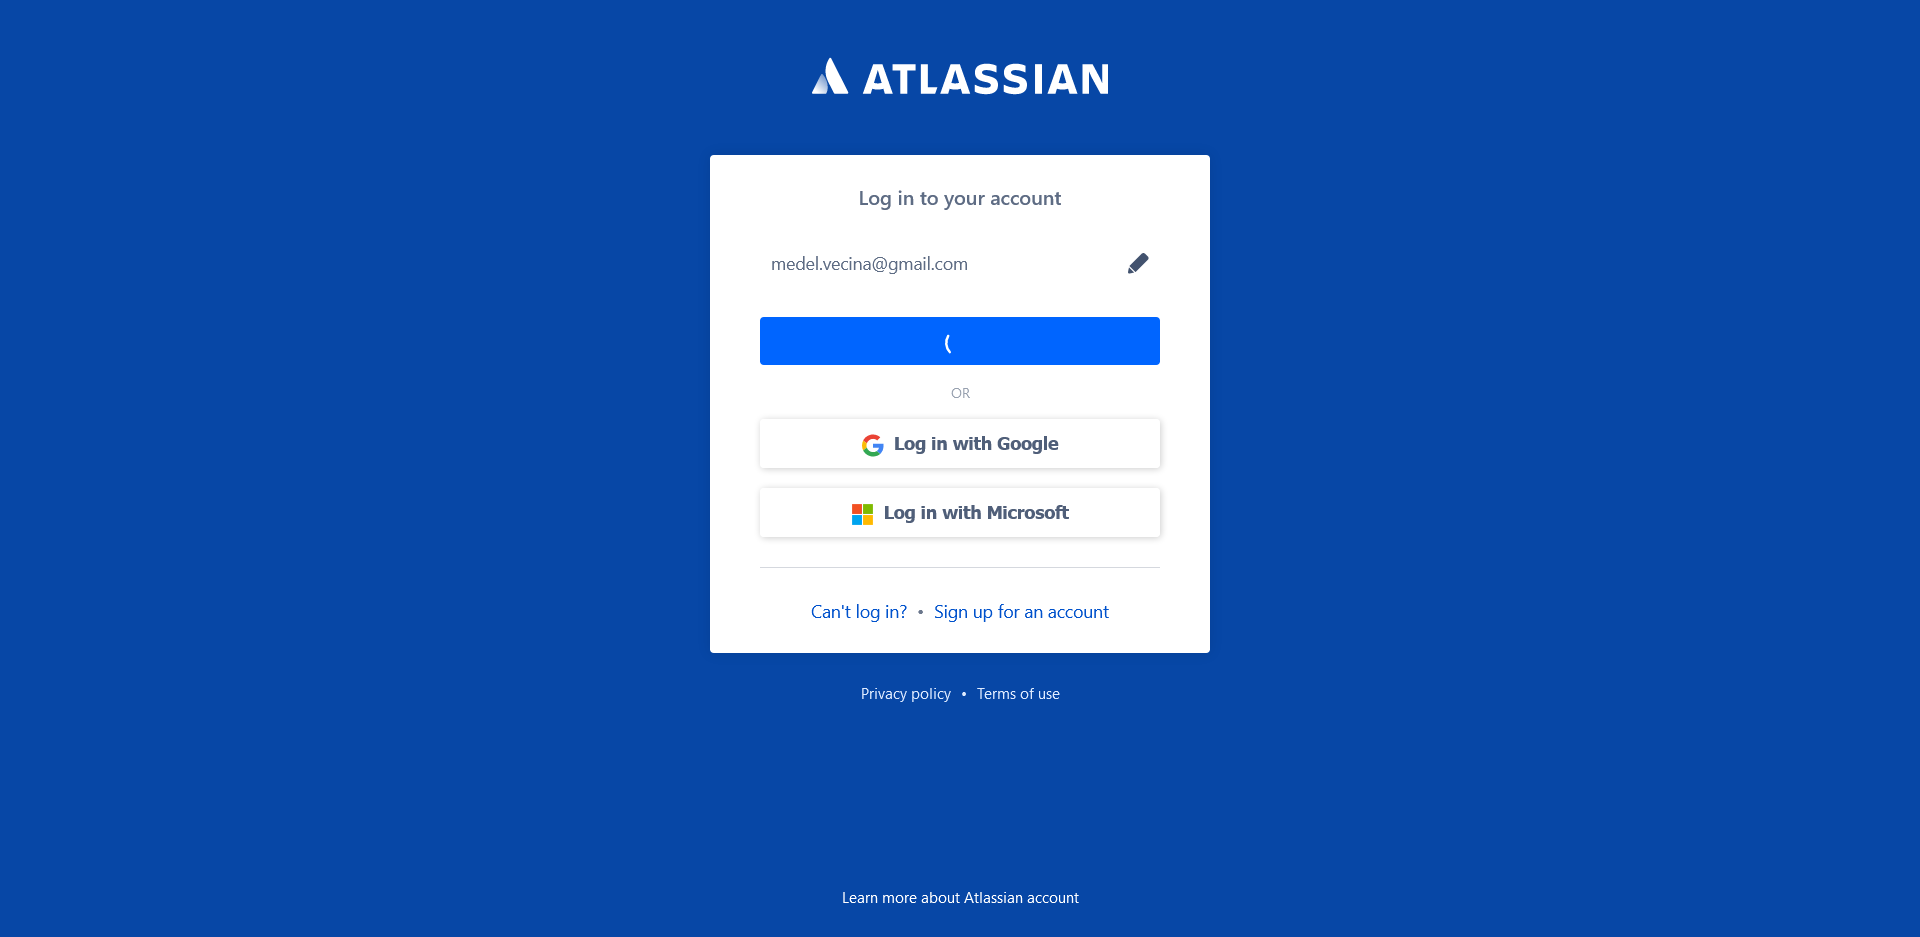 ATLASSIAN
Log in to your account
medel.vecina@gmail.com
OR
Log in with Google
Log in with Microsoft
Can't log in? • Sign up for an account
Privacy policy • Terms of use
Learn more about Atlassian account